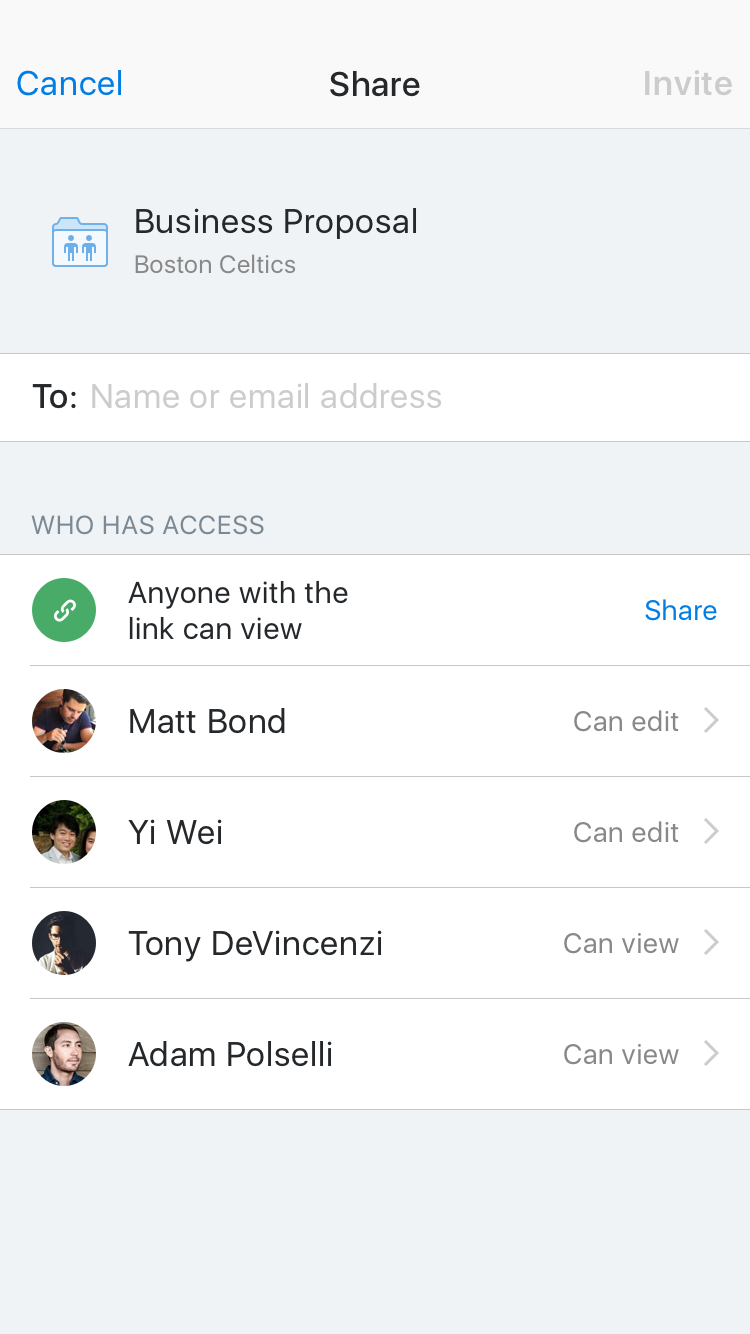 Cancel Share Invite
Business Proposal
Boston Celtics
To: Name or email address
WHO HAS ACCESS
Anyone with the
link can view
Share
Matt Bond Can edit
Yi Wei Can edit
Tony DeVincenzi Can view
Adam Polselli Can view